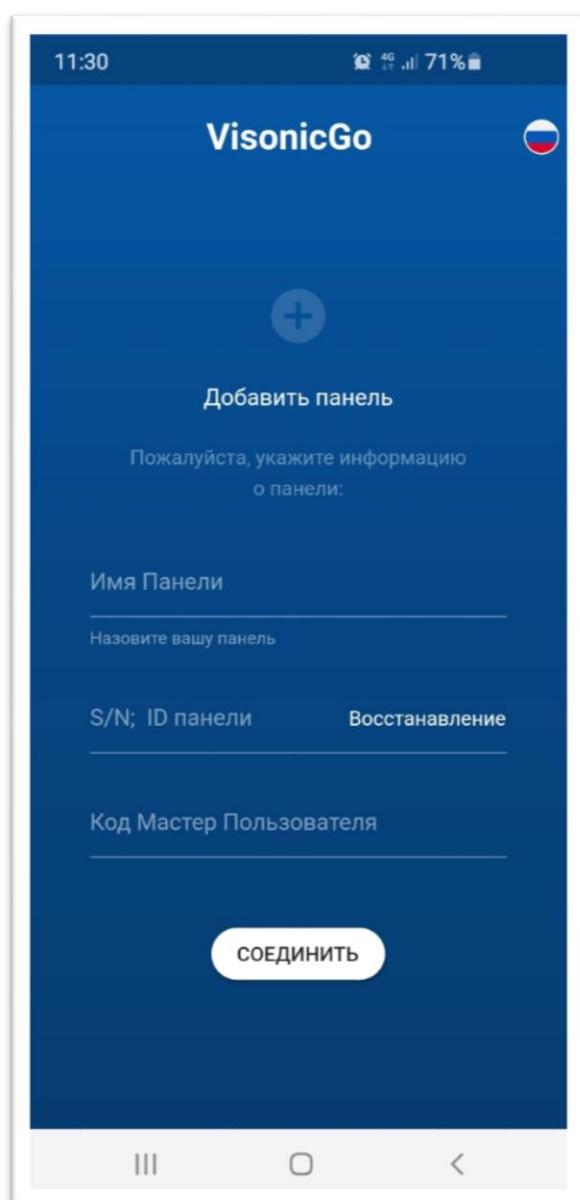 11:30 4G 71%
VisonicGo
Добавить панель
Пожалуйста, укажите информацию
о панели:
Имя Панели
Назовите вашу панель
S/N; ID панели Восстанавление
Код Мастер Пользователя
СОЕДИНИТЬ